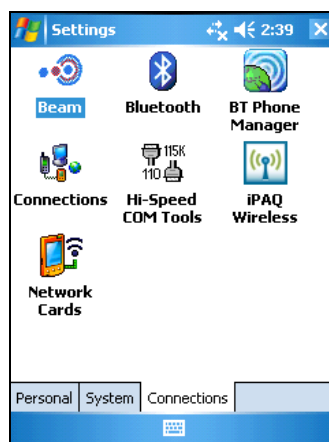 Settings 2:39
Beam Bluetooth BT Phone
Manager
115K
110
Connections Hi-Speed iPAQ
COM Tools Wireless
Network
Cards
Personal System Connections